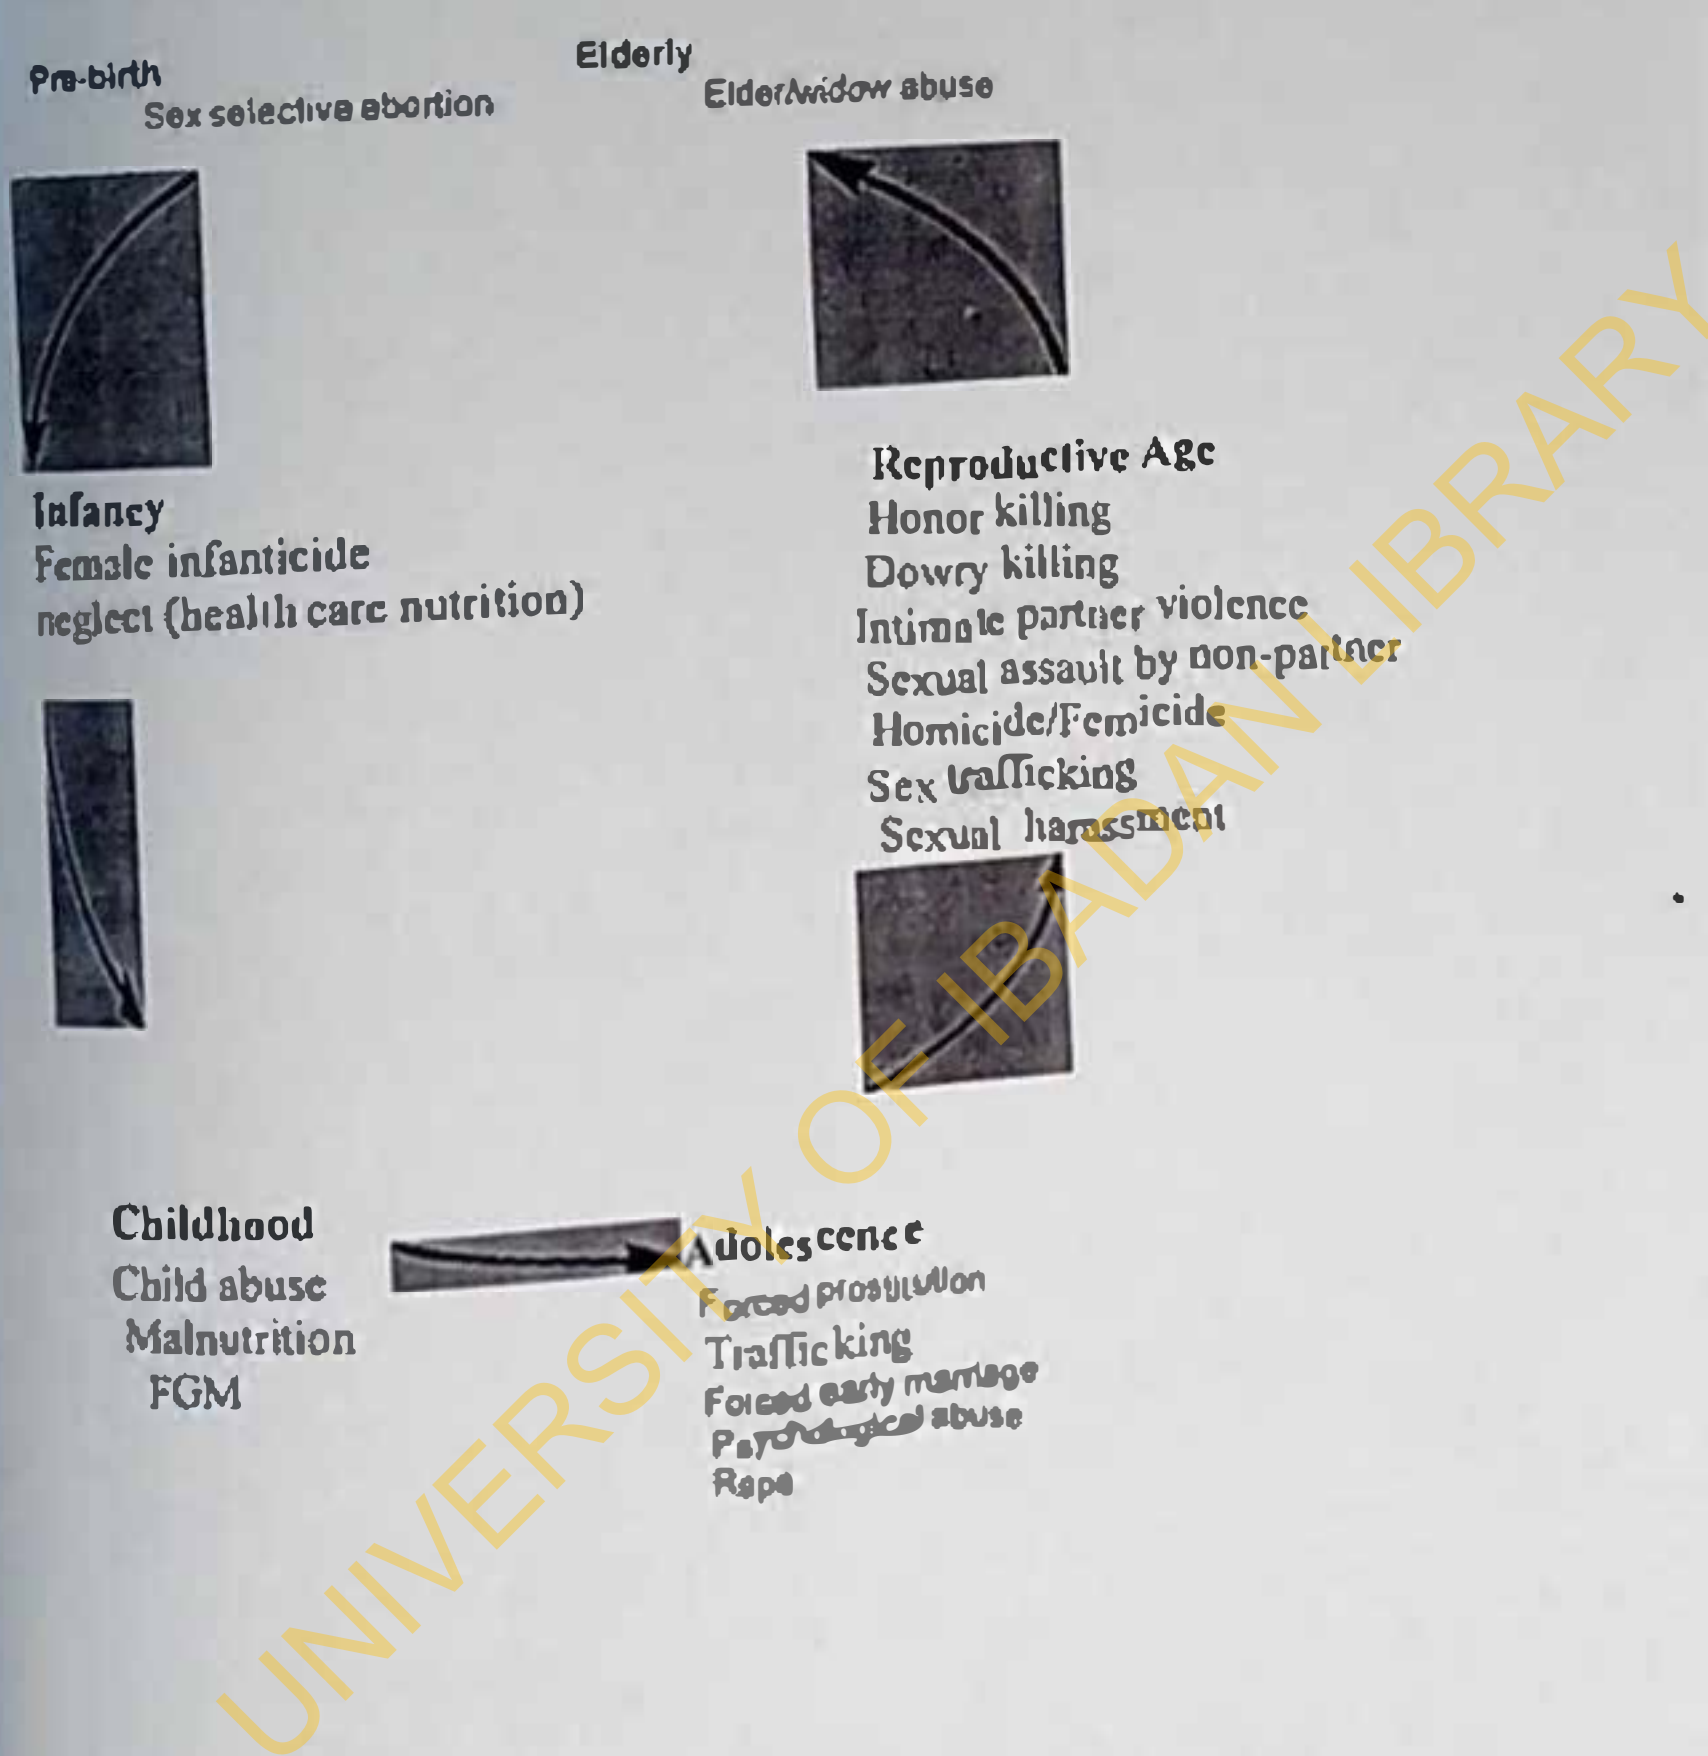 Pre-birth
Sex selective abortion
Elderly
Elder/widow abuse
Infancy
Female infanticide
neglect (health care nutrition)
Reproductive Age
Honor killing
Dowry killing
Intimate partner violence
Sexual assault by non-partner
Homicide/Femicide
Sex trafficking
Sexual harassment
Childhood
Child abuse
Malnutrition
FGM
Adolescence
Forced prostitution
Trafficking
Forced early marriage
Psychological abuse
Rape
UNIVERSITY OF IBADAN LIBRARY